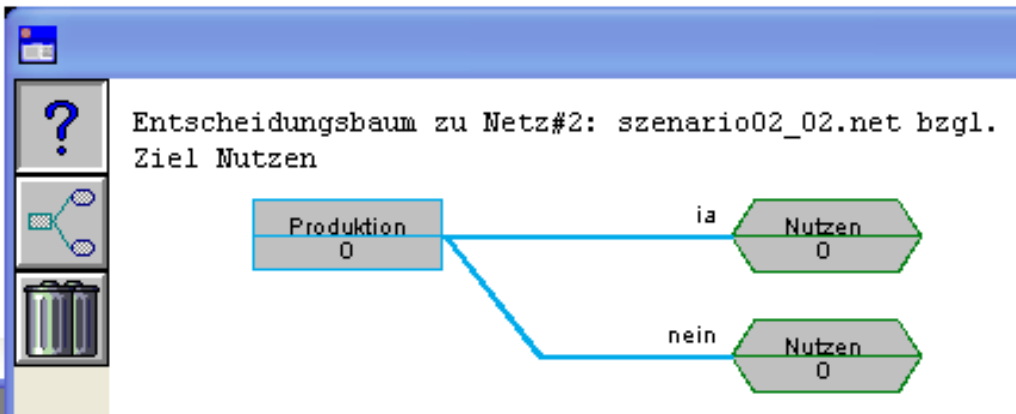 Entscheidungsbaum zu Netz#2: szenario02_02.net bzgl.
Ziel Nutzen
Produktion
0
ja
Nutzen
0
nein
Nutzen
0
?